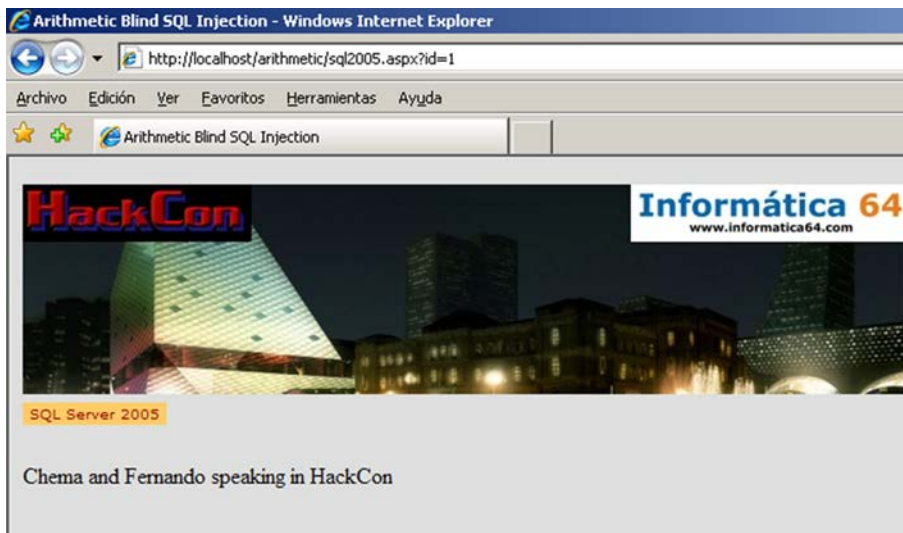 Arithmetic Blind SQL Injection - Windows Internet Explorer
http://localhost/arithmetic/sql2005.aspx?id=1
Archivo Edición Ver Favoritos Herramientas Ayuda
Arithmetic Blind SQL Injection
HackCon
Informática 64
www.informatica64.com
SQL Server 2005
Chema and Fernando speaking in HackCon